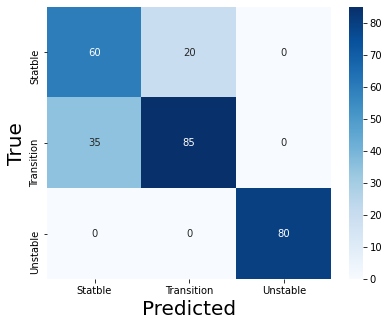 True
Statble 60 20 0
Transition 35 85 0
Unstable 0 0 80
Statble Transition Unstable
Predicted
80
70
60
50
40
30
20
10
0